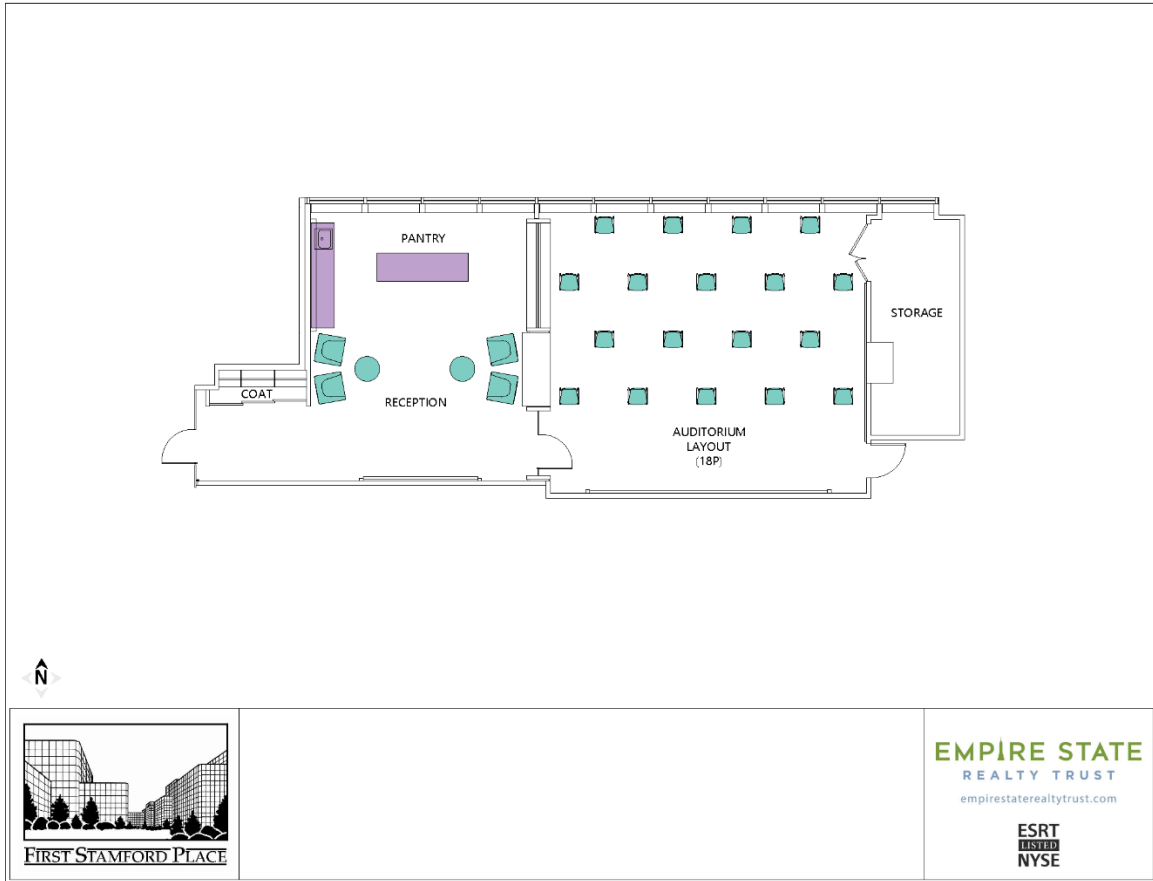 PANTRY
STORAGE
COAT
RECEPTION
AUDITORIUM
LAYOUT
(18P)
N
FIRST STAMFORD PLACE
EMPIRE STATE
REALTY TRUST
empirestaterealtytrust.com
ESRT
LISTED
NYSE